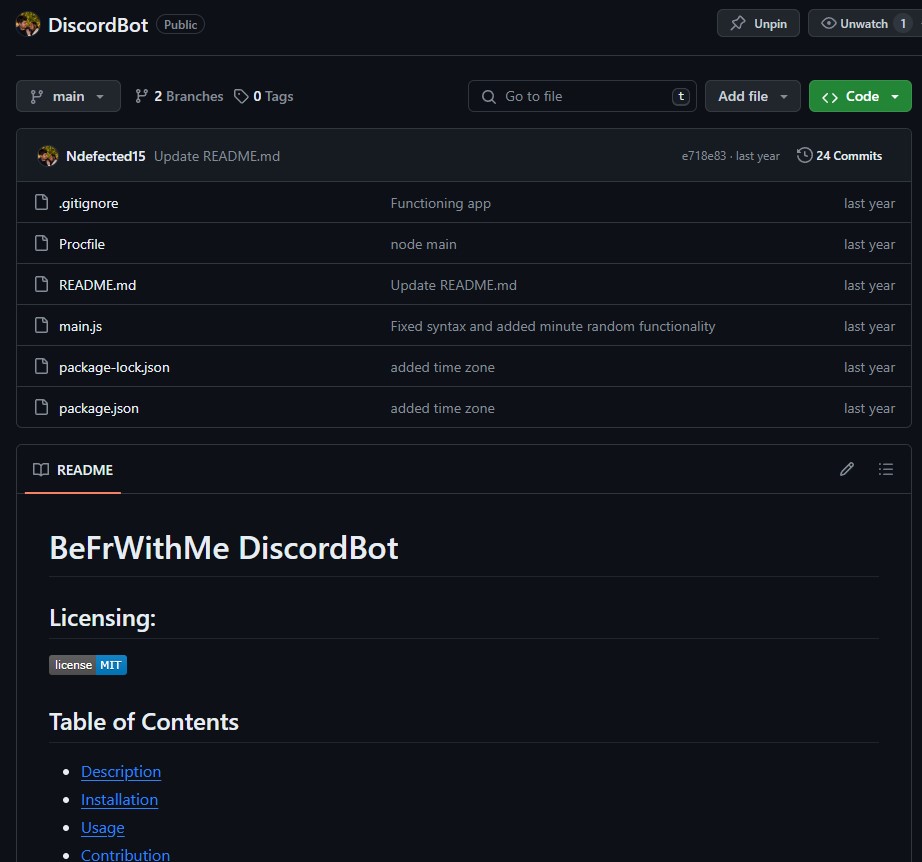 DiscordBot Public Unpin Unwatch 1
main 2 Branches 0 Tags Go to file t Add file Code
Ndefected15 Update README.md e718e83 · last year 24 Commits
.gitignore Functioning app last year
Procfile node main last year
README.md Update README.md last year
main.js Fixed syntax and added minute random functionality last year
package-lock.json added time zone last year
package.json added time zone last year
README
BeFrWithMe DiscordBot
Licensing:
license MIT
Table of Contents
Description
Installation
Usage
Contribution